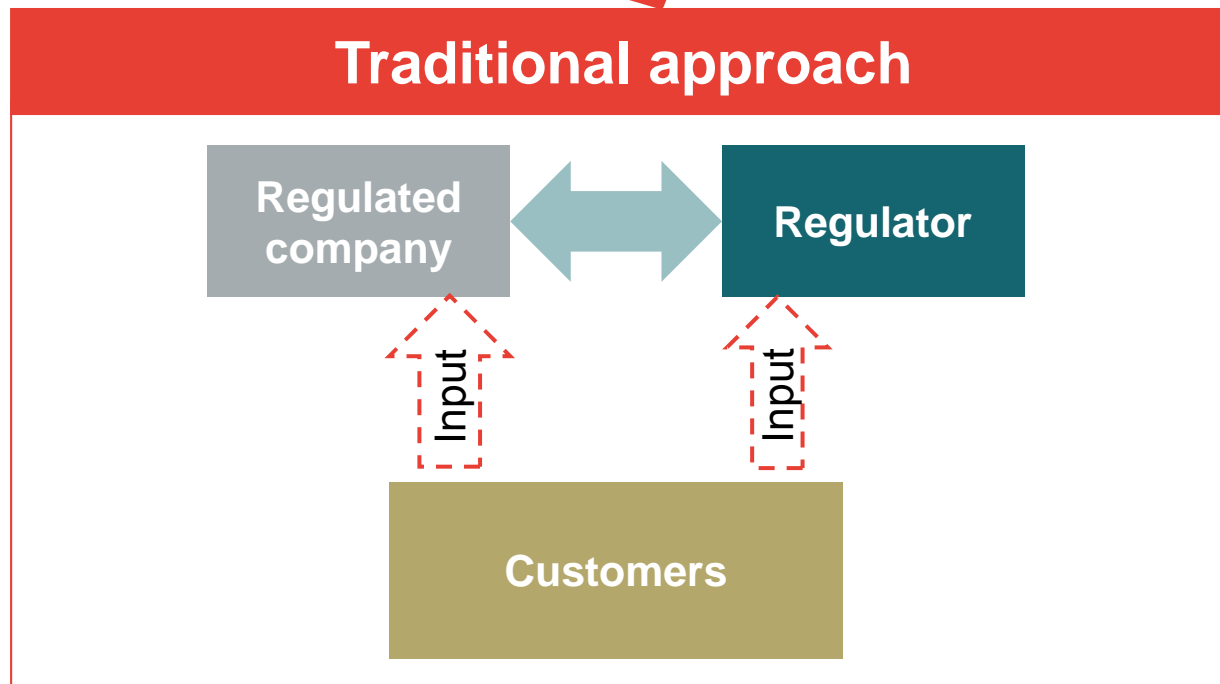 Traditional approach
Regulated
company
Regulator
Input
Input
Customers